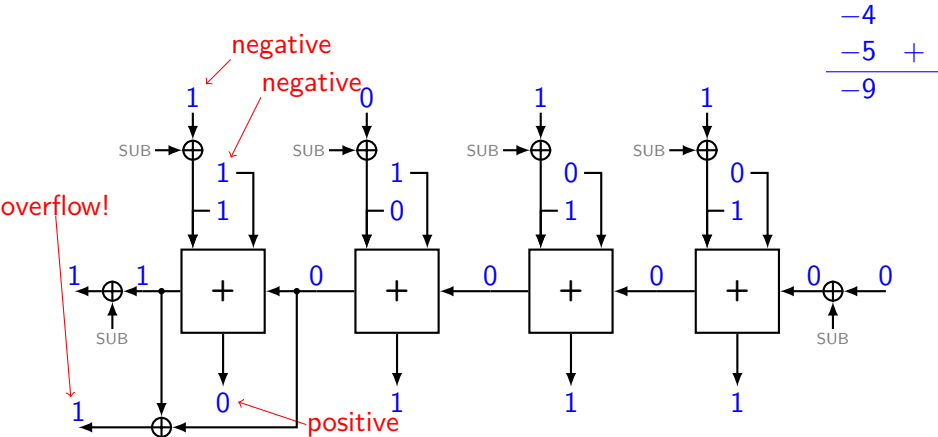 −4
negative
−5 +
negative
−9
1 0 1 1
SUB SUB SUB SUB
1 1 0 0
overflow!
1 0 1 1
1 1 0 0 0 0 0
+ + + +
SUB SUB
0 1 1 1
1
positive